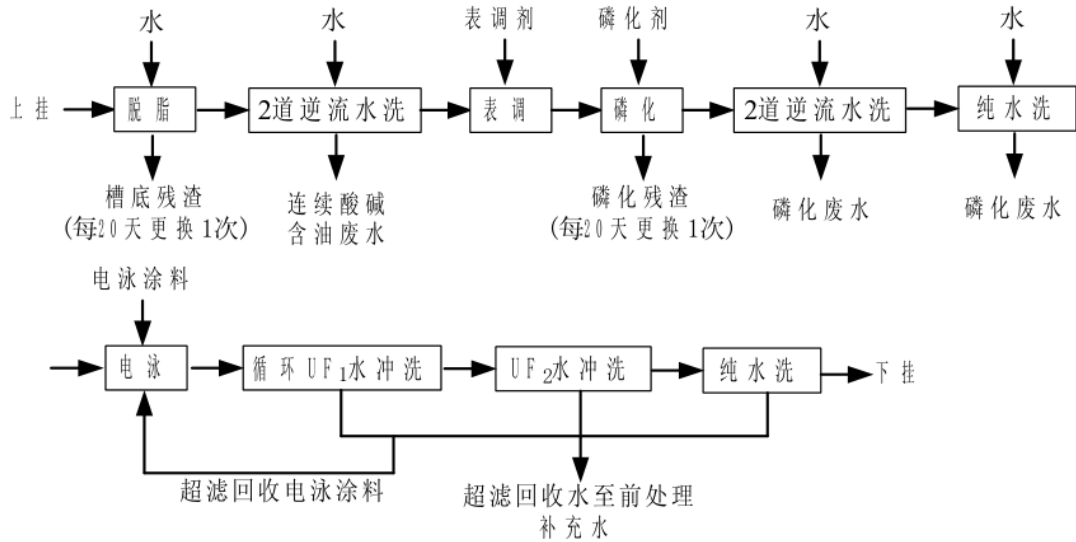 水
水
表调剂
磷化剂
水
水
上挂
脱脂
2道逆流水洗
表调
磷化
2道逆流水洗
纯水洗
槽底残渣
(每20天更换1次)
连续酸碱
含油废水
磷化残渣
(每20天更换1次)
磷化废水
磷化废水
电泳涂料
电泳
循环UF1水冲洗
UF2水冲洗
纯水洗
下挂
超滤回收电泳涂料
超滤回收水至前处理
补充水